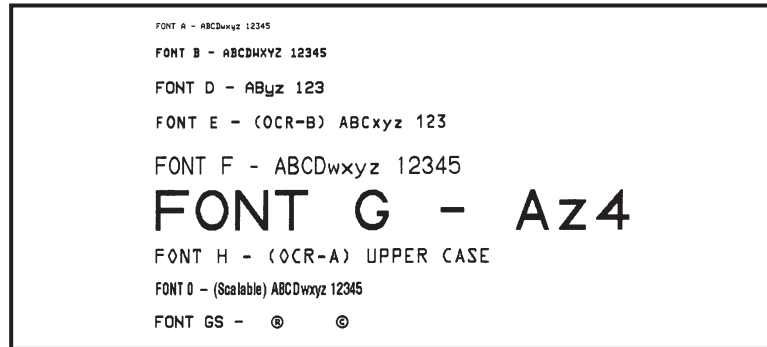 FONT A - ABCDwxyz 12345
FONT B - ABCDWXYZ 12345
FONT D - AByz 123
FONT E - (OCR-B) ABCxyz 123
FONT F - ABCDwxyz 12345
FONT G - Az4
FONT H - (OCR-A) UPPER CASE
FONT 0 - (Scalable) ABCDwxyz 12345
FONT GS - ® ©